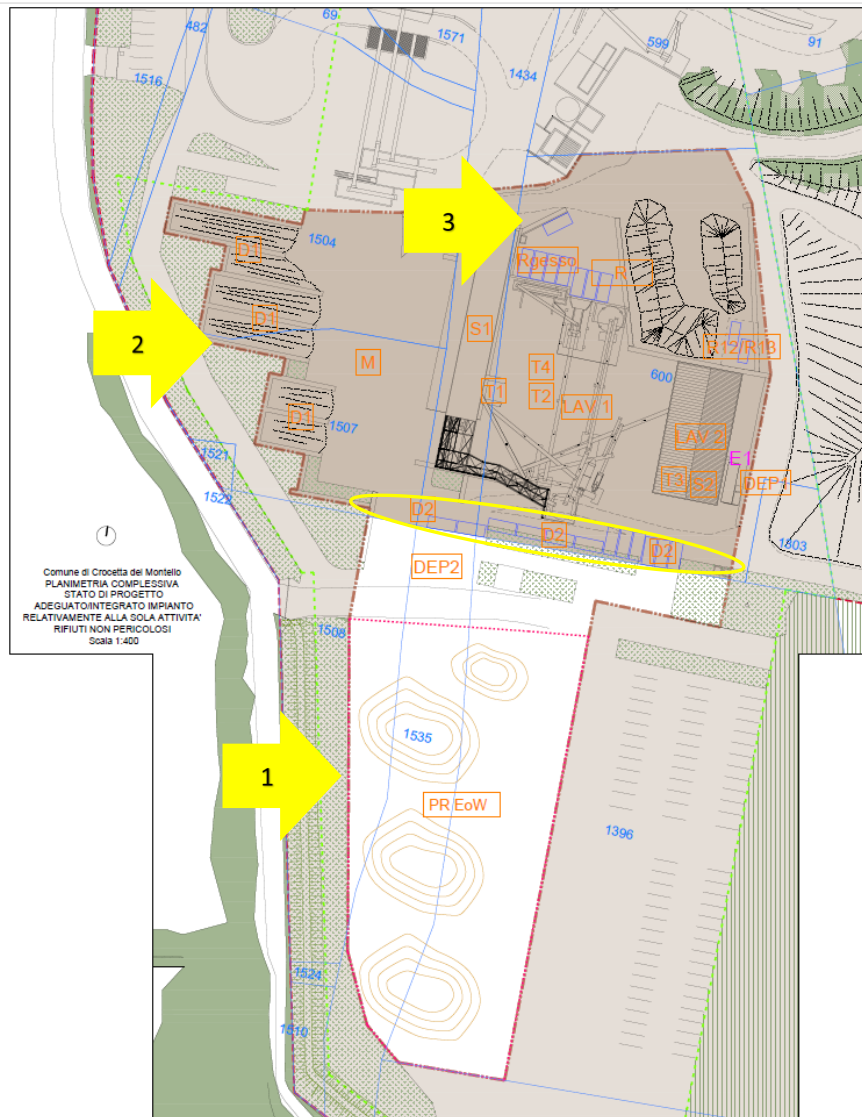 69
482
1571
599
91
1434
1516
3
D1
1504
Rgesso
R
2
D1
S1
R12/R13
M
T4
600
T1
T2
LAV 1
D1
1507
LAV 2
E1
1521
T3
S2
DEP1
1522
D2
D2
D2
1303
DEP2
Comune di Crocetta del Montello
PLANIMETRIA COMPLESSIVA
STATO DI PROGETTO
ADEGUATO/INTEGRATO IMPIANTO
RELATIVAMENTE ALLA SOLA ATTIVITA'
RIFIUTI NON PERICOLOSI
Scala 1:400
1508
1535
1
PR EoW
1396
1524
1510